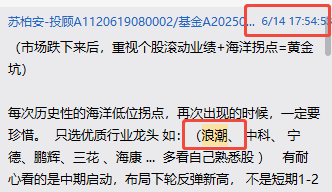 苏柏安-投顾A1120619080002/基金A20250... 6/14 17:54:5
(市场跌下来后,重视个股滚动业绩+海洋拐点=黄金
坑)
每次历史性的海洋低位拐点,再次出现的时候,一定要
珍惜。 只选优质行业龙头 如: (浪潮、 中科、 宁
德、鹏辉、三花 、海康 ... 多看自己熟悉股 ) 有耐
心看的是中期启动,布局下轮反弹新高, 不是短期1-2